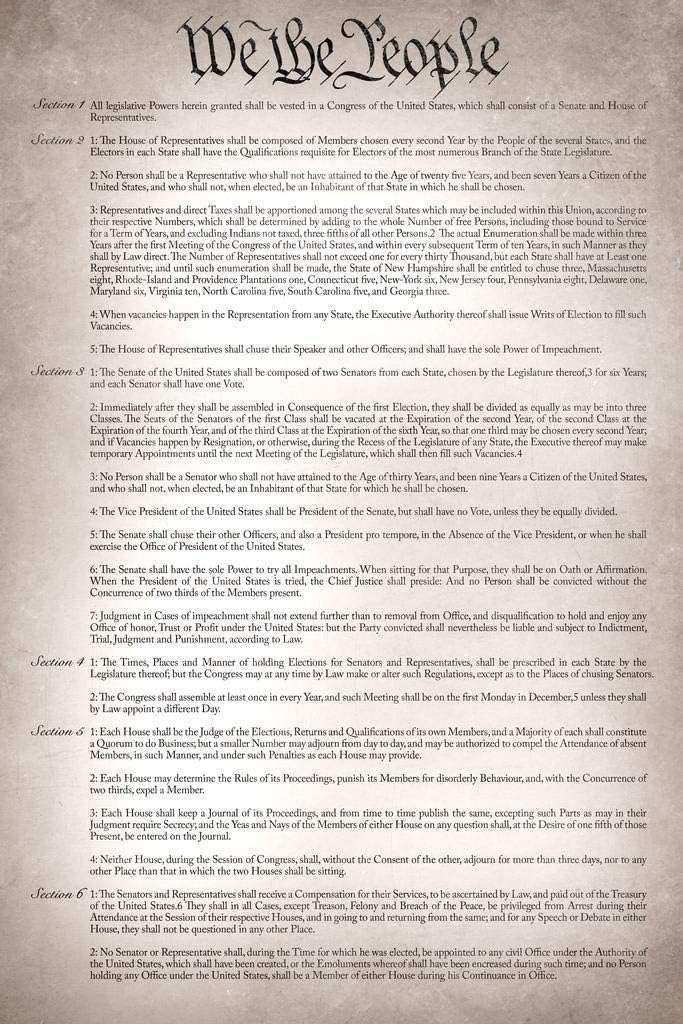 We the People
Section 1 All legislative Powers herein granted shall be vested in a Congress of the United States, which shall consist of a Senate and House of
Representatives.
Section 2 1: The House of Representatives shall be composed of Members chosen every second Year by the People of the several States, and the
Electors in each State shall have the Qualifications requisite for Electors of the most numerous Branch of the State Legislature.
2: No Person shall be a Representative who shall not have attained to the Age of twenty five Years, and been seven Years a Citizen of the
United States, and who shall not, when elected, be an Inhabitant of that State in which he shall be chosen.
3: Representatives and direct Taxes shall be apportioned among the several States which may be included within this Union, according to
their respective Numbers, which shall be determined by adding to the whole Number of free Persons, including those bound to Service
for a Term of Years, and excluding Indians not taxed, three fifths of all other Persons.2 The actual Enumeration shall be made within three
Years after the first Meeting of the Congress of the United States, and within every subsequent Term of ten Years, in such Manner as they
shall by Law direct. The Number of Representatives shall not exceed one for every thirty Thousand, but each State shall have at Least one
Representative; and until such enumeration shall be made, the State of New Hampshire shall be entitled to chuse three, Massachusetts
eight, Rhode-Island and Providence Plantations one, Connecticut five, New-York six, New Jersey four, Pennsylvania eight, Delaware one,
Maryland six, Virginia ten, North Carolina five, South Carolina five, and Georgia three.
4: When vacancies happen in the Representation from any State, the Executive Authority thereof shall issue Writs of Election to fill such
Vacancies.
5: The House of Representatives shall chuse their Speaker and other Officers; and shall have the sole Power of Impeachment.
Section 3 1: The Senate of the United States shall be composed of two Senators from each State, chosen by the Legislature thereof,3 for six Years;
and each Senator shall have one Vote.
2: Immediately after they shall be assembled in Consequence of the first Election, they shall be divided as equally as may be into three
Classes. The Seats of the Senators of the first Class shall be vacated at the Expiration of the second Year, of the second Class at the
Expiration of the fourth Year, and of the third Class at the Expiration of the sixth Year, so that one third may be chosen every second Year;
and if Vacancies happen by Resignation, or otherwise, during the Recess of the Legislature of any State, the Executive thereof may make
temporary Appointments until the next Meeting of the Legislature, which shall then fill such Vacancies.4
3: No Person shall be a Senator who shall not have attained to the Age of thirty Years, and been nine Years a Citizen of the United States,
and who shall not, when elected, be an Inhabitant of that State for which he shall be chosen.
4: The Vice President of the United States shall be President of the Senate, but shall have no Vote, unless they be equally divided.
5: The Senate shall chuse their other Officers, and also a President pro tempore, in the Absence of the Vice President, or when he shall
exercise the Office of President of the United States.
6: The Senate shall have the sole Power to try all Impeachments. When sitting for that Purpose, they shall be on Oath or Affirmation.
When the President of the United States is tried, the Chief Justice shall preside: And no Person shall be convicted without the
Concurrence of two thirds of the Members present.
7: Judgment in Cases of impeachment shall not extend further than to removal from Office, and disqualification to hold and enjoy any
Office of honor, Trust or Profit under the United States: but the Party convicted shall nevertheless be liable and subject to Indictment,
Trial, Judgment and Punishment, according to Law.
Section 4 1: The Times, Places and Manner of holding Elections for Senators and Representatives, shall be prescribed in each State by the
Legislature thereof; but the Congress may at any time by Law make or alter such Regulations, except as to the Places of chusing Senators.
2: The Congress shall assemble at least once in every Year, and such Meeting shall be on the first Monday in December,5 unless they shall
by Law appoint a different Day.
Section 5 1: Each House shall be the Judge of the Elections, Returns and Qualifications of its own Members, and a Majority of each shall constitute
a Quorum to do Business; but a smaller Number may adjourn from day to day, and may be authorized to compel the Attendance of absent
Members, in such Manner, and under such Penalties as each House may provide.
2: Each House may determine the Rules of its Proceedings, punish its Members for disorderly Behaviour, and, with the Concurrence of
two thirds, expel a Member.
3: Each House shall keep a Journal of its Proceedings, and from time to time publish the same, excepting such Parts as may in their
Judgment require Secrecy; and the Yeas and Nays of the Members of either House on any question shall, at the Desire of one fifth of those
Present, be entered on the Journal.
4: Neither House, during the Session of Congress, shall, without the Consent of the other, adjourn for more than three days, nor to any
other Place than that in which the two Houses shall be sitting.
Section 6 1: The Senators and Representatives shall receive a Compensation for their Services, to be ascertained by Law, and paid out of the Treasury
of the United States.6 They shall in all Cases, except Treason, Felony and Breach of the Peace, be privileged from Arrest during their
Attendance at the Session of their respective Houses, and in going to and returning from the same; and for any Speech or Debate in either
House, they shall not be questioned in any other Place.
2: No Senator or Representative shall, during the Time for which he was elected, be appointed to any civil Office under the Authority of
the United States, which shall have been created, or the Emoluments whereof shall have been encreased during such time; and no Person
holding any Office under the United States, shall be a Member of either House during his Continuance in Office.